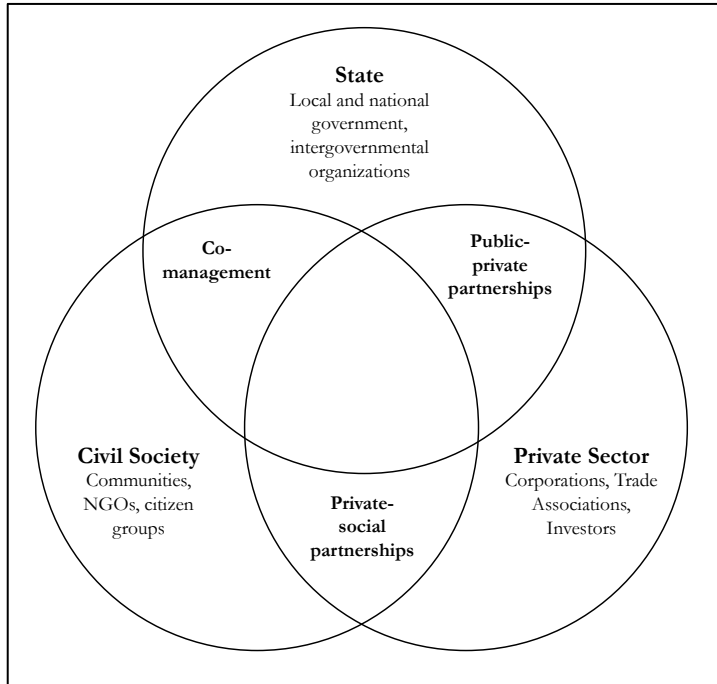 State
Local and national
government,
intergovernmental
organizations
Co-
management
Public-
private
partnerships
Civil Society
Communities,
NGOs, citizen
groups
Private-
social
partnerships
Private Sector
Corporations, Trade
Associations,
Investors